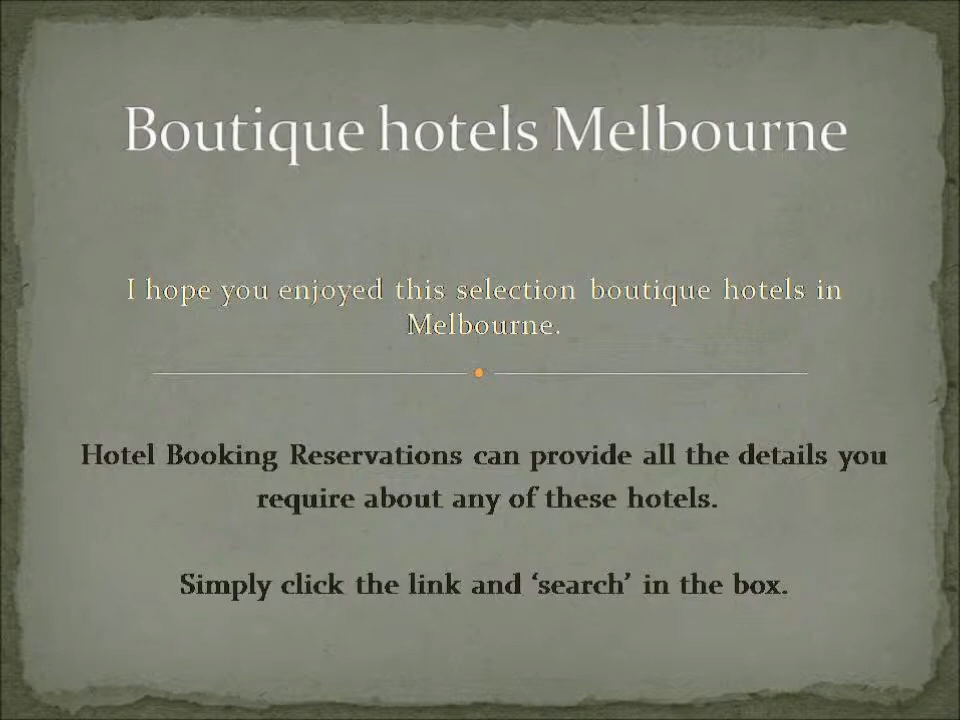 Boutique hotels Melbourne
I hope you enjoyed this selection boutique hotels in
Melbourne.
Hotel Booking Reservations can provide all the details you
require about any of these hotels.
Simply click the link and ‘search’ in the box.